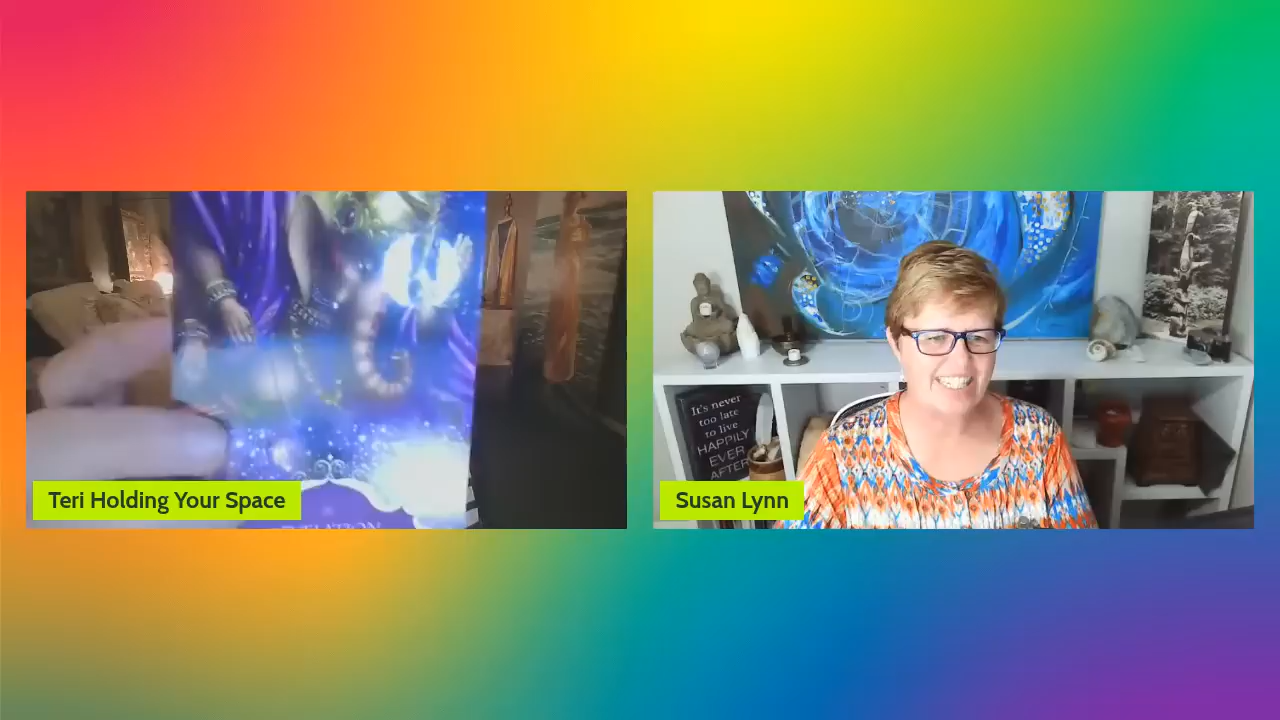 Teri Holding Your Space
It's never
too late
to live
HAPPILY
EVER
AFTER
Susan Lynn